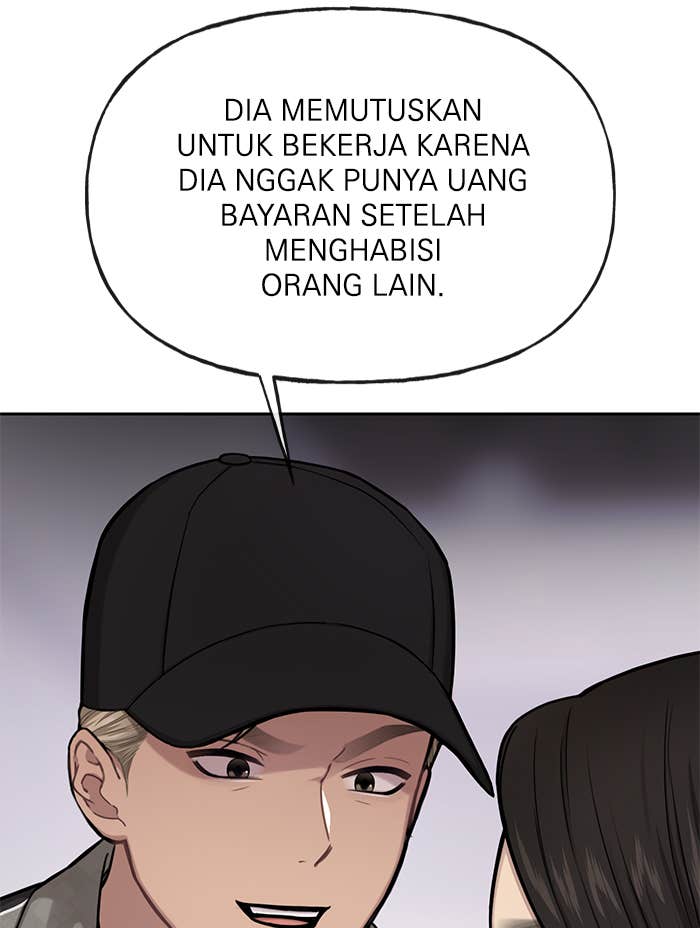 DIA MEMUTUSKAN
UNTUK BEKERJA KARENA
DIA NGGAK PUNYA UANG
BAYARAN SETELAH
MENGHABISI
ORANG LAIN.